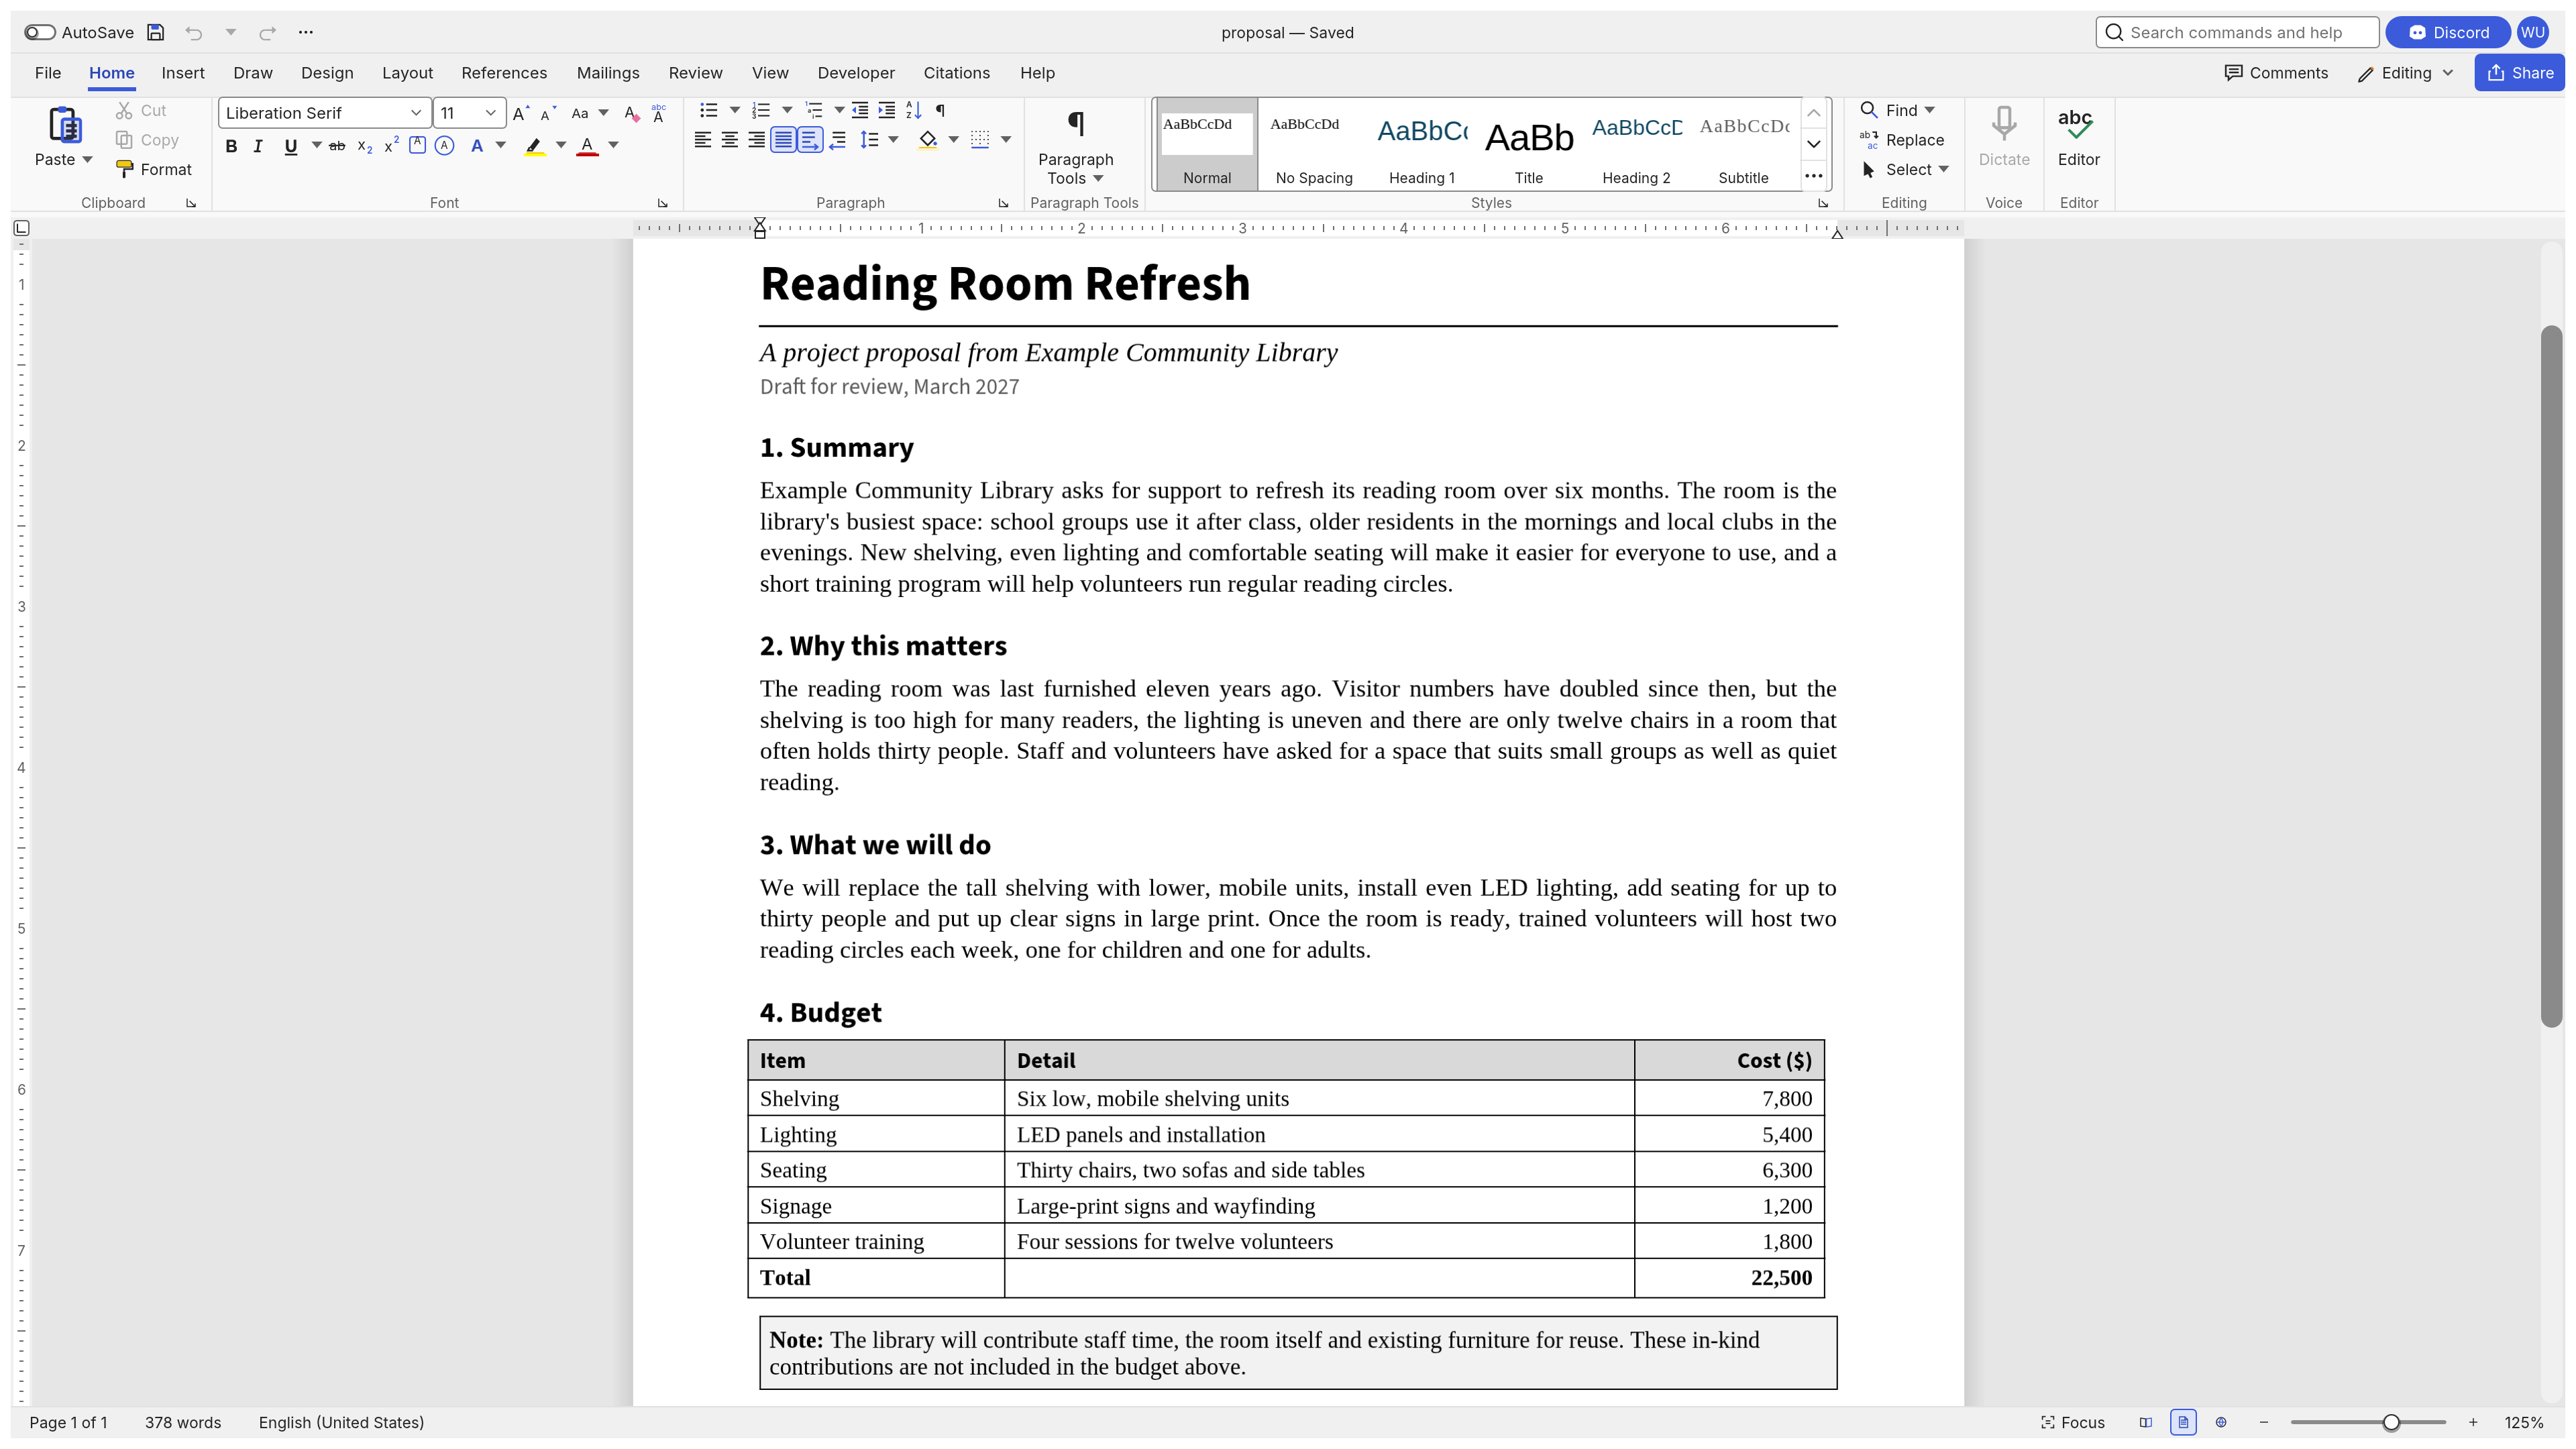 AutoSave
proposal — Saved
Search commands and help
Discord
WU
File Home Insert Draw Design Layout References Mailings Review View Developer Citations Help
Comments Editing Share
Paste
Cut
Copy
Format
Clipboard
Liberation Serif 11
Font
Paragraph
Paragraph Tools
Paragraph Tools
AaBbCcDd AaBbCcDd AaBbCc AaBb AaBbCcD AaBbCcDc
Normal No Spacing Heading 1 Title Heading 2 Subtitle
Styles
Find
Replace
Select
Editing
Dictate
Voice
abc
Editor
Editor
1 2 3 4 5 6
Reading Room Refresh
A project proposal from Example Community Library
Draft for review, March 2027
1. Summary
Example Community Library asks for support to refresh its reading room over six months. The room is the
library's busiest space: school groups use it after class, older residents in the mornings and local clubs in the
evenings. New shelving, even lighting and comfortable seating will make it easier for everyone to use, and a
short training program will help volunteers run regular reading circles.
2. Why this matters
The reading room was last furnished eleven years ago. Visitor numbers have doubled since then, but the
shelving is too high for many readers, the lighting is uneven and there are only twelve chairs in a room that
often holds thirty people. Staff and volunteers have asked for a space that suits small groups as well as quiet
reading.
3. What we will do
We will replace the tall shelving with lower, mobile units, install even LED lighting, add seating for up to
thirty people and put up clear signs in large print. Once the room is ready, trained volunteers will host two
reading circles each week, one for children and one for adults.
4. Budget
Item Detail Cost ($)
Shelving Six low, mobile shelving units 7,800
Lighting LED panels and installation 5,400
Seating Thirty chairs, two sofas and side tables 6,300
Signage Large-print signs and wayfinding 1,200
Volunteer training Four sessions for twelve volunteers 1,800
Total 22,500
Note: The library will contribute staff time, the room itself and existing furniture for reuse. These in-kind
contributions are not included in the budget above.
1
2
3
4
5
6
7
Page 1 of 1 378 words English (United States)
Focus
125%